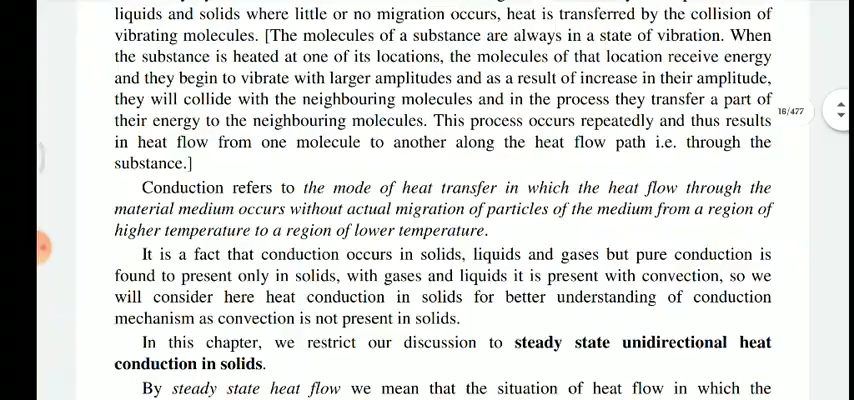 liquids and solids where little or no migration occurs, heat is transferred by the collision of
vibrating molecules. [The molecules of a substance are always in a state of vibration. When
the substance is heated at one of its locations, the molecules of that location receive energy
and they begin to vibrate with larger amplitudes and as a result of increase in their amplitude,
they will collide with the neighbouring molecules and in the process they transfer a part of
their energy to the neighbouring molecules. This process occurs repeatedly and thus results
in heat flow from one molecule to another along the heat flow path i.e. through the
substance.]
16/477
Conduction refers to the mode of heat transfer in which the heat flow through the
material medium occurs without actual migration of particles of the medium from a region of
higher temperature to a region of lower temperature.
It is a fact that conduction occurs in solids, liquids and gases but pure conduction is
found to present only in solids, with gases and liquids it is present with convection, so we
will consider here heat conduction in solids for better understanding of conduction
mechanism as convection is not present in solids.
In this chapter, we restrict our discussion to steady state unidirectional heat
conduction in solids.
By steady state heat flow we mean that the situation of heat flow in which the